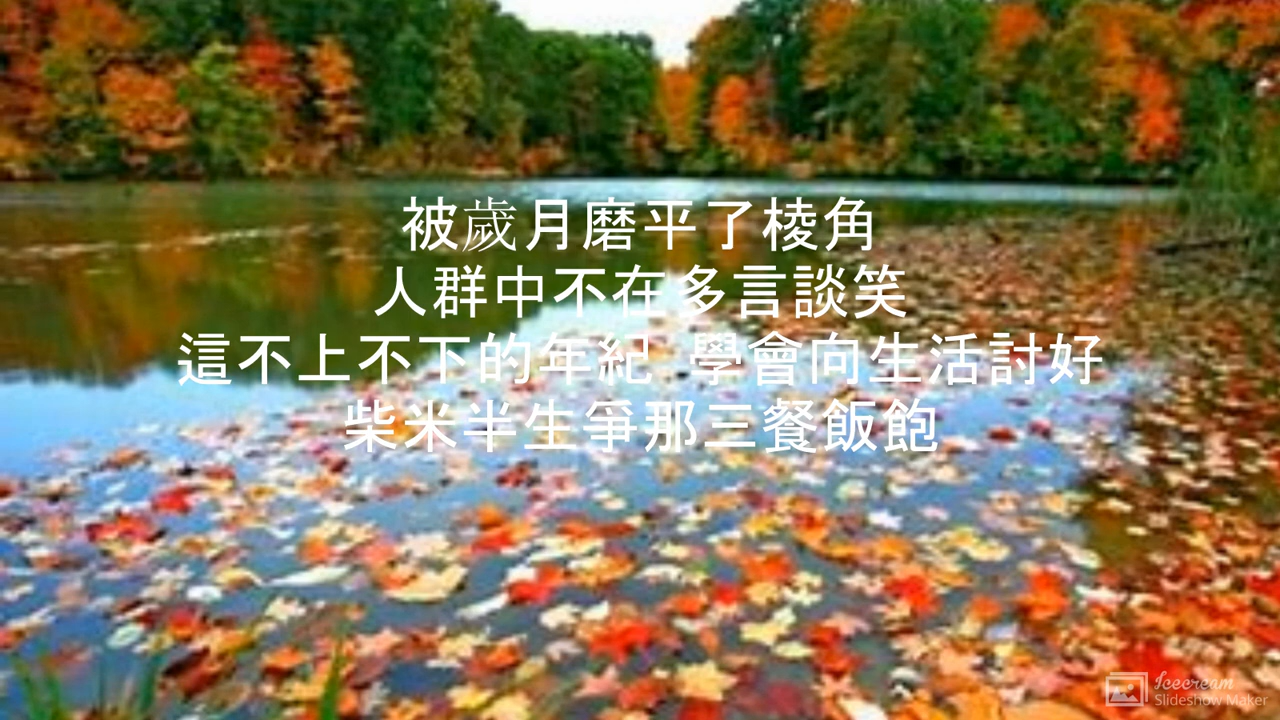 被歲月磨平了棱角
人群中不在多言談笑
這不上不下的年紀 學會向生活討好
柴米半生爭那三餐飯飽
Icecream
Slideshow Maker